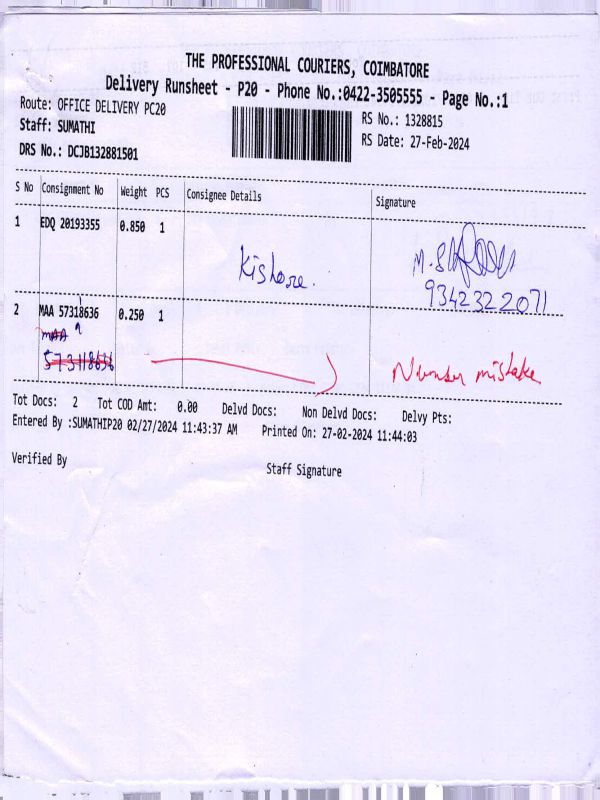 THE PROFESSIONAL COURIERS, COIMBATORE
Delivery Runsheet - P20 - Phone No.:0422-3505555 - Page No.:1
Route: OFFICE DELIVERY PC20
RS No.: 1328815
Staff: SUMATHI
RS Date: 27-Feb-2024
DRS No.: DCJB132881501
S No Consignment No Weight PCS Consignee Details Signature
1 EDQ 20193355 0.850 1
Kishore.
9342322071
2 MAA 57318636 0.250 1
MAA
57318636
Number mistake
Tot Docs: 2 Tot COD Amt: 0.00 Delvd Docs: Non Delvd Docs: Delvy Pts:
Entered By :SUMATHIP20 02/27/2024 11:43:37 AM Printed On: 27-02-2024 11:44:03
Verified By
Staff Signature